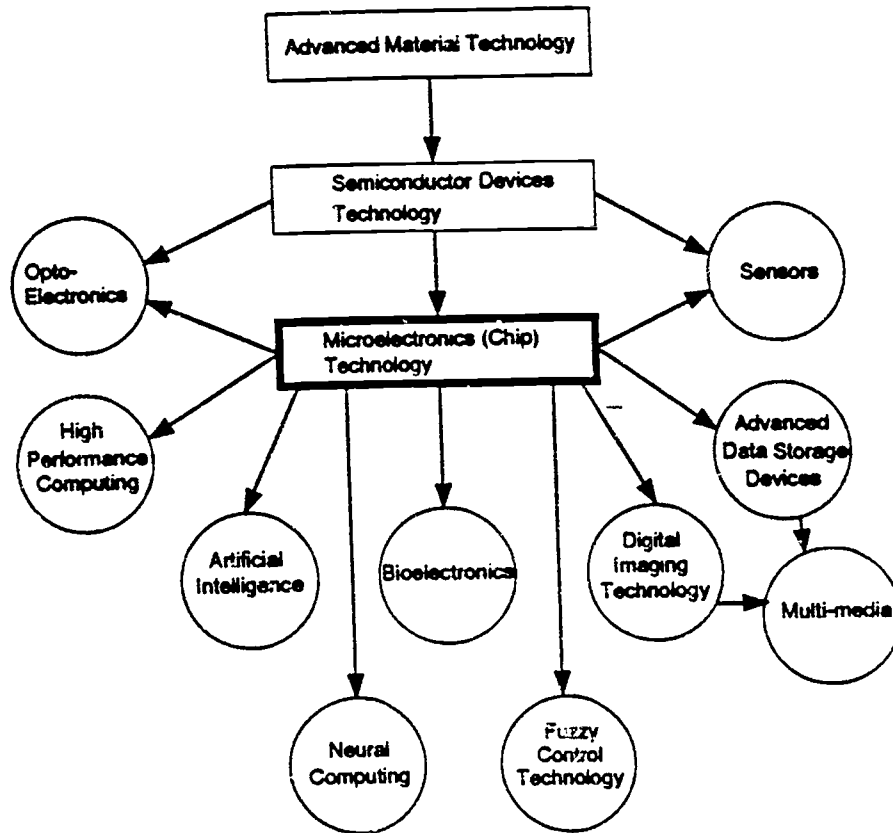 Advanced Material Technology
Semiconductor Devices
Technology
Opto-
Electronics
Sensors
Microelectronics (Chip)
Technology
High
Performance
Computing
Advanced
Data Storage
Devices
Artificial
Intelligence
Bioelectronics
Digital
Imaging
Technology
Multi-media
Neural
Computing
Fuzzy
Control
Technology